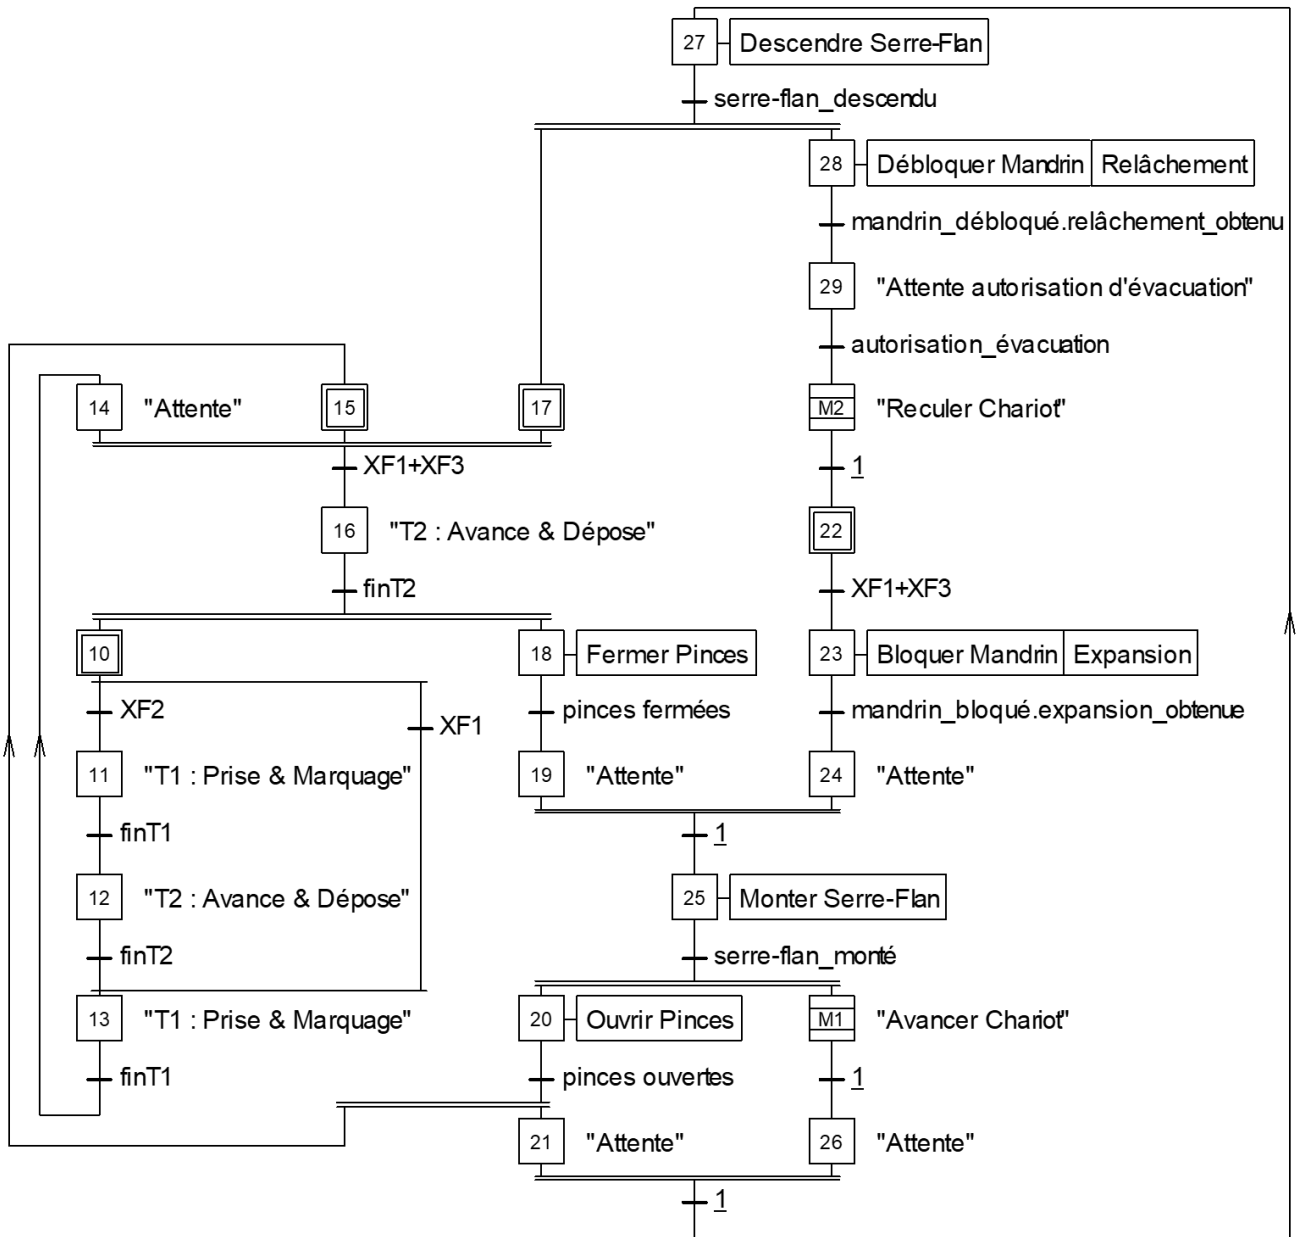 27 Descendre Serre-Flan
serre-flan_descendu
28 Débloquer Mandrin Relâchement
mandrin_débloqué.relâchement_obtenu
29 "Attente autorisation d'évacuation"
autorisation_évacuation
14 "Attente" 15 17 M2 "Reculer Chariot"
XF1+XF3 1
16 "T2 : Avance & Dépose" 22
finT2 XF1+XF3
10 18 Fermer Pinces 23 Bloquer Mandrin Expansion
XF2 XF1 pinces fermées mandrin_bloqué.expansion_obtenue
11 "T1 : Prise & Marquage" 19 "Attente" 24 "Attente"
finT1 1
12 "T2 : Avance & Dépose" 25 Monter Serre-Flan
finT2 serre-flan_monté
13 "T1 : Prise & Marquage" 20 Ouvrir Pinces M1 "Avancer Chariot"
finT1 pinces ouvertes 1
21 "Attente" 26 "Attente"
1